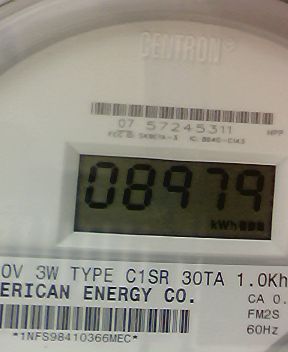 CENTRON®
07 57245311
08979
kWh 888
0V 3W TYPE C1SR 30TA 1.0Kh
ERICAN ENERGY CO.
CA 0.
FM2S
60Hz
*1NFS98410366MEC*